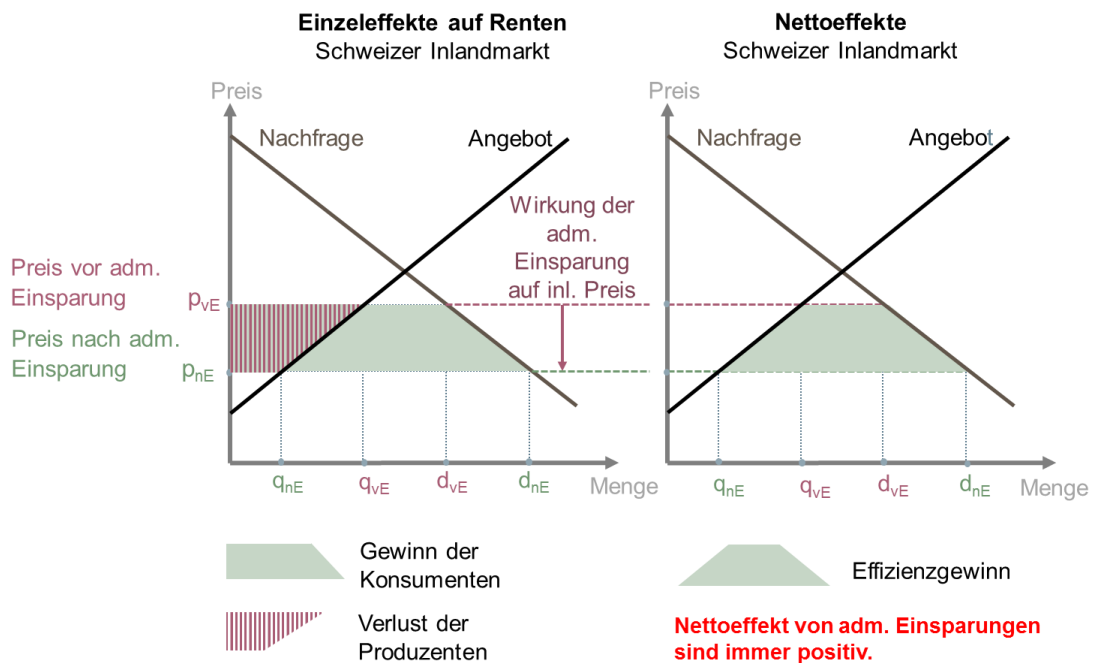 Einzeleffekte auf Renten
Schweizer Inlandmarkt
Nettoeffekte
Schweizer Inlandmarkt
Preis
Nachfrage
Angebot
Wirkung der
adm.
Einsparung
auf inl. Preis
Preis vor adm.
Einsparung
pvE
Preis nach adm.
Einsparung
pnE
qnE
qvE
dvE
dnE
Menge
Preis
Nachfrage
Angebot
qnE
qvE
dvE
dnE
Menge
Gewinn der
Konsumenten
Verlust der
Produzenten
Effizienzgewinn
Nettoeffekt von adm. Einsparungen
sind immer positiv.